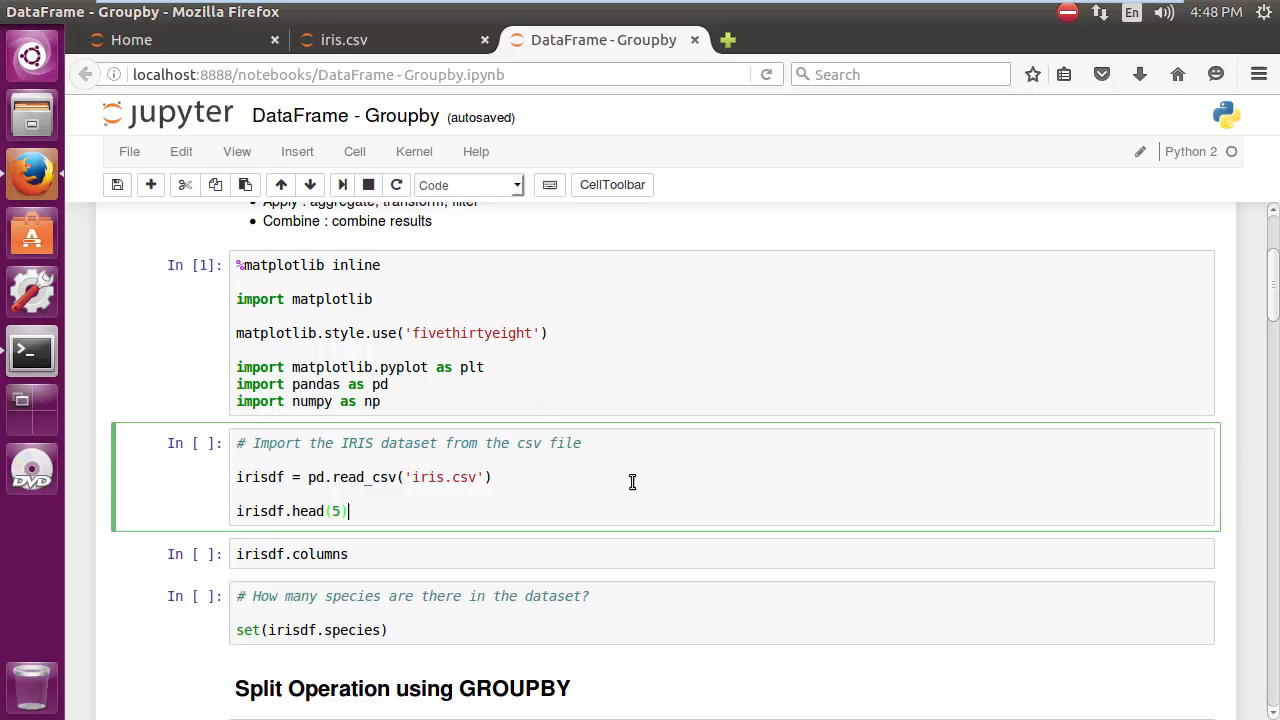 DataFrame - Groupby - Mozilla Firefox
En
4:48 PM
Home
iris.csv
DataFrame - Groupby
localhost:8888/notebooks/DataFrame - Groupby.ipynb
Search
jupyter
DataFrame - Groupby (autosaved)
File Edit View Insert Cell Kernel Help
Python 2
Code
CellToolbar
Apply : aggregate, transform, filter
Combine : combine results
In [1]:
%matplotlib inline
import matplotlib
matplotlib.style.use('fivethirtyeight')
import matplotlib.pyplot as plt
import pandas as pd
import numpy as np
In [ ]:
# Import the IRIS dataset from the csv file
irisdf = pd.read_csv('iris.csv')
irisdf.head(5)
In [ ]:
irisdf.columns
In [ ]:
# How many species are there in the dataset?
set(irisdf.species)
Split Operation using GROUPBY